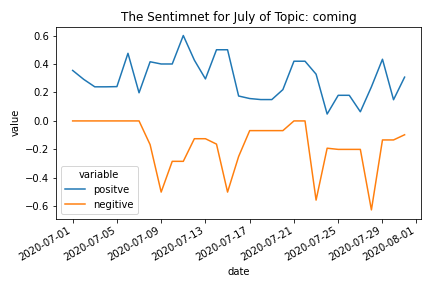 The Sentimnet for July of Topic: coming
value
0.6
0.4
0.2
0.0
−0.2
−0.4
−0.6
variable
positve
negitive
2020-07-01
2020-07-05
2020-07-09
2020-07-13
2020-07-17
2020-07-21
2020-07-25
2020-07-29
2020-08-01
date